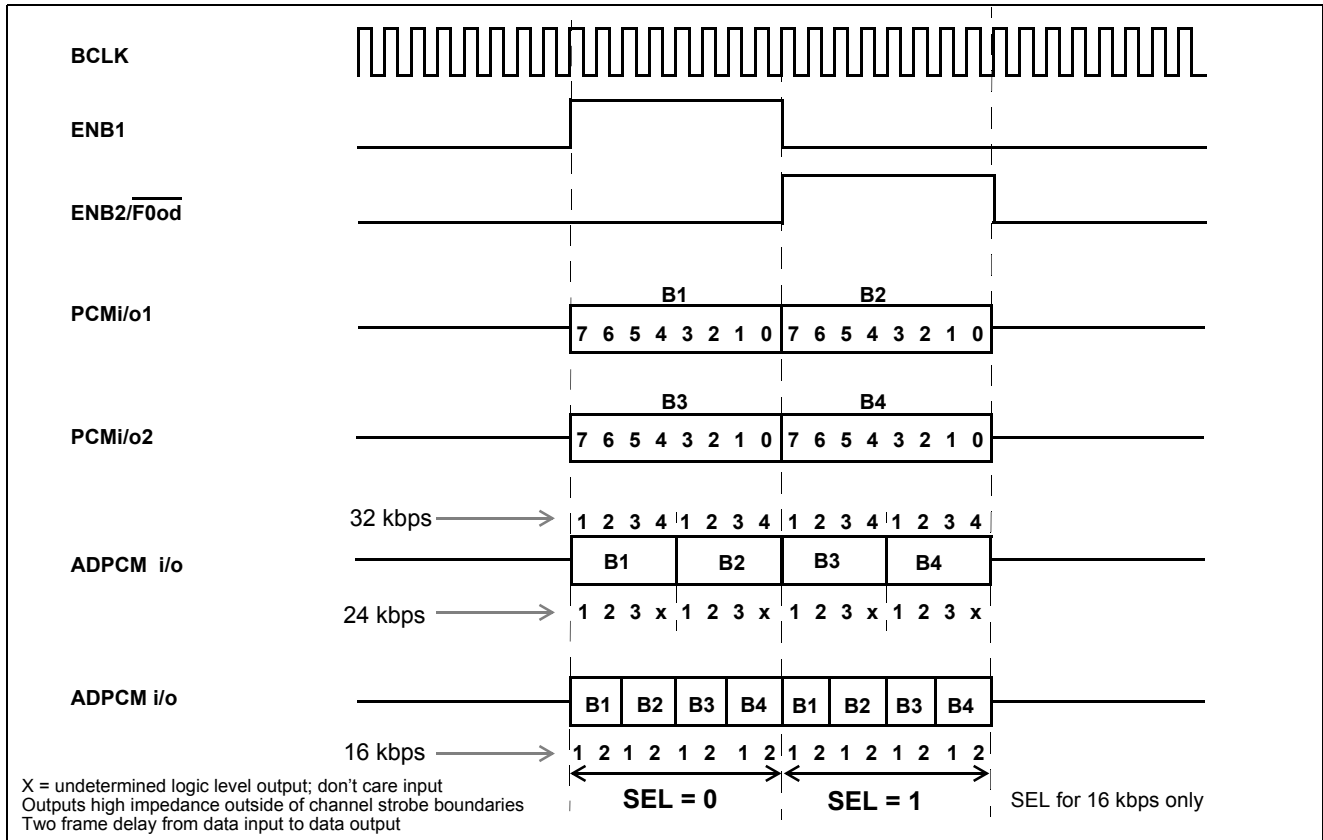 BCLK
ENB1
ENB2/F0od
B1 B2
PCMi/o1
7 6 5 4 3 2 1 0 7 6 5 4 3 2 1 0
B3 B4
PCMi/o2
7 6 5 4 3 2 1 0 7 6 5 4 3 2 1 0
32 kbps 1 2 3 4 1 2 3 4 1 2 3 4 1 2 3 4
ADPCM i/o B1 B2 B3 B4
24 kbps 1 2 3 x 1 2 3 x 1 2 3 x 1 2 3 x
ADPCM i/o B1 B2 B3 B4 B1 B2 B3 B4
16 kbps 1 2 1 2 1 2 1 2 1 2 1 2 1 2 1 2
X = undetermined logic level output; don't care input
Outputs high impedance outside of channel strobe boundaries
Two frame delay from data input to data output
SEL = 0 SEL = 1 SEL for 16 kbps only